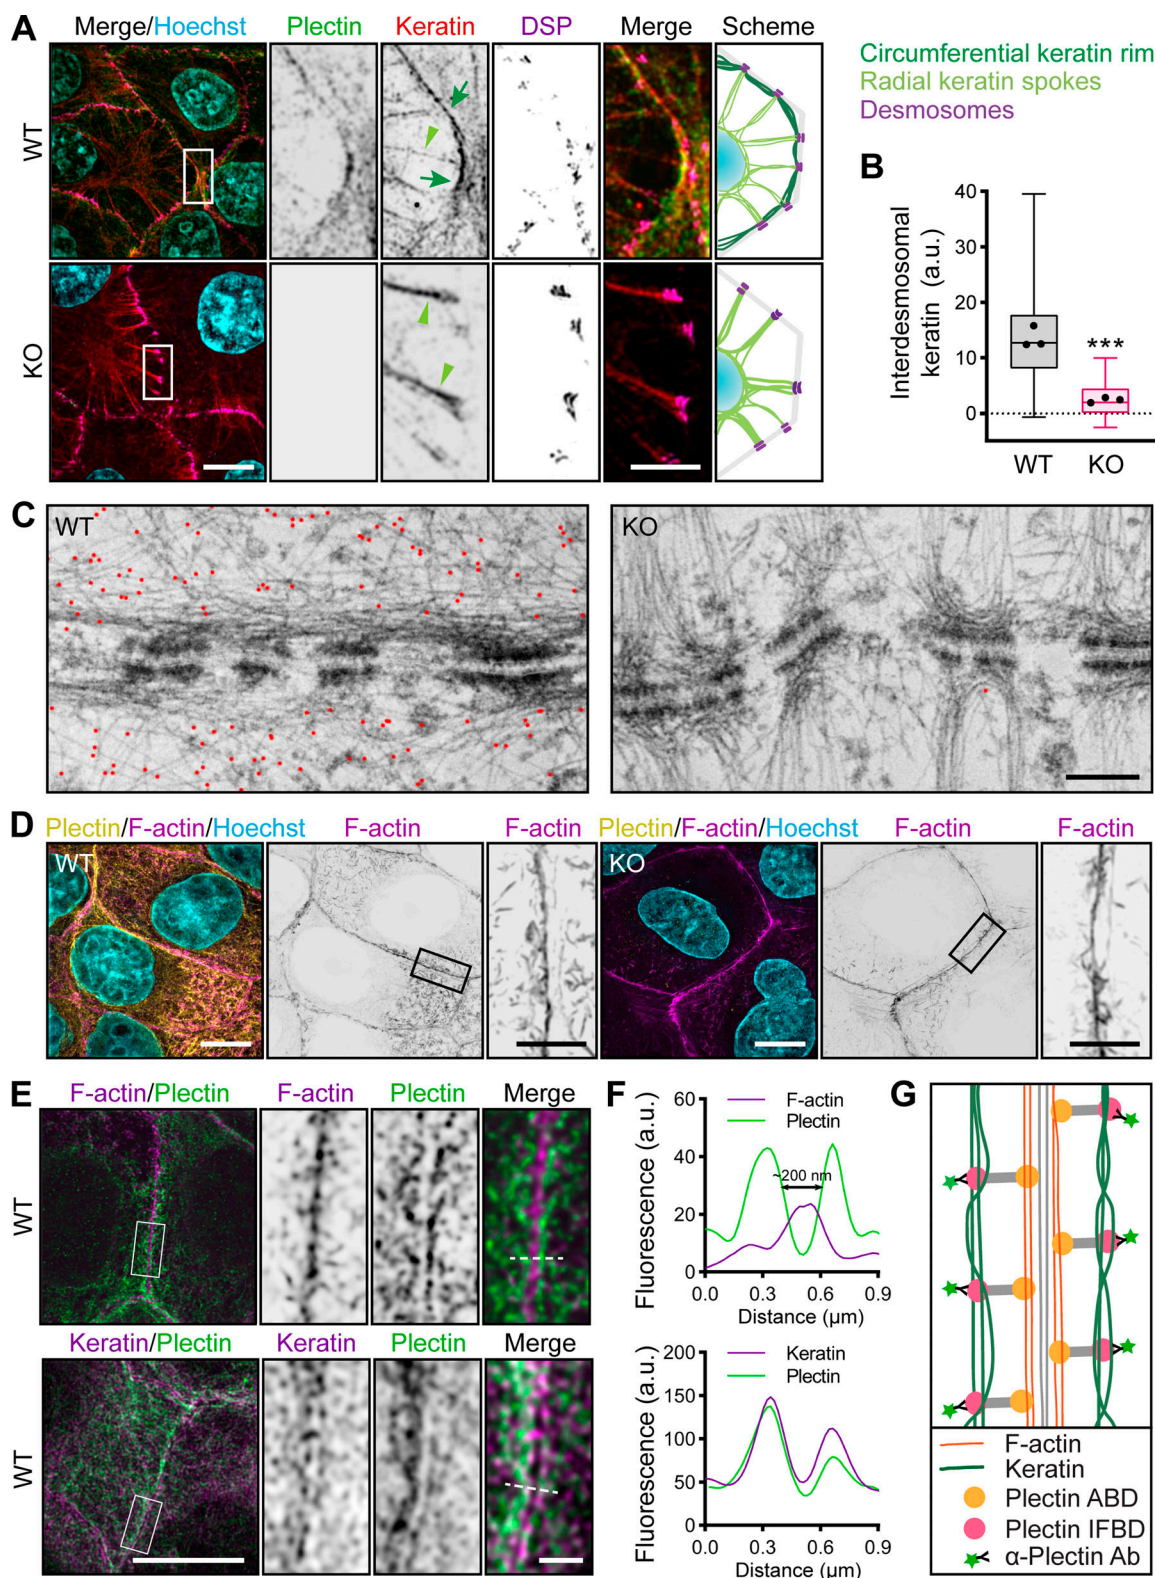 A
Merge/Hoechst Plectin Keratin DSP Merge Scheme
WT
KO
Circumferential keratin rim
Radial keratin spokes
Desmosomes
B
Interdesmosomal
keratin (a.u.)
40
30
20
10
0
***
WT KO
C
WT
KO
D
Plectin/F-actin/Hoechst F-actin F-actin Plectin/F-actin/Hoechst F-actin F-actin
WT
KO
E
F-actin/Plectin F-actin Plectin Merge
WT
Keratin/Plectin Keratin Plectin Merge
WT
F
Fluorescence (a.u.)
60
40
20
0
F-actin
Plectin
~200 nm
0.0 0.3 0.6 0.9
Distance (μm)
Fluorescence (a.u.)
200
150
100
50
0
Keratin
Plectin
0.0 0.3 0.6 0.9
Distance (μm)
G
F-actin
Keratin
Plectin ABD
Plectin IFBD
α-Plectin Ab